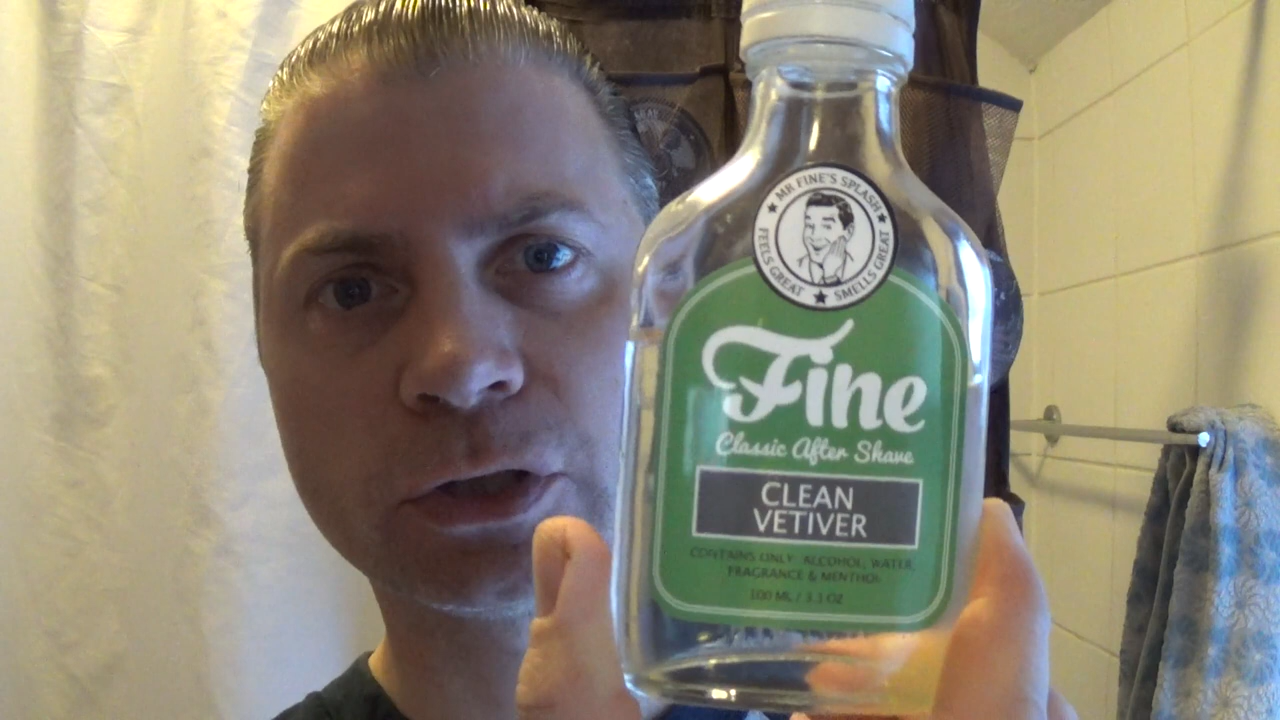 MR FINE'S SPLASH
FEELS GREAT
SMELLS GREAT
Fine
Classic After Shave
CLEAN
VETIVER
CONTAINS ONLY: ALCOHOL, WATER,
FRAGRANCE & MENTHOL
100 ML / 3.3 OZ